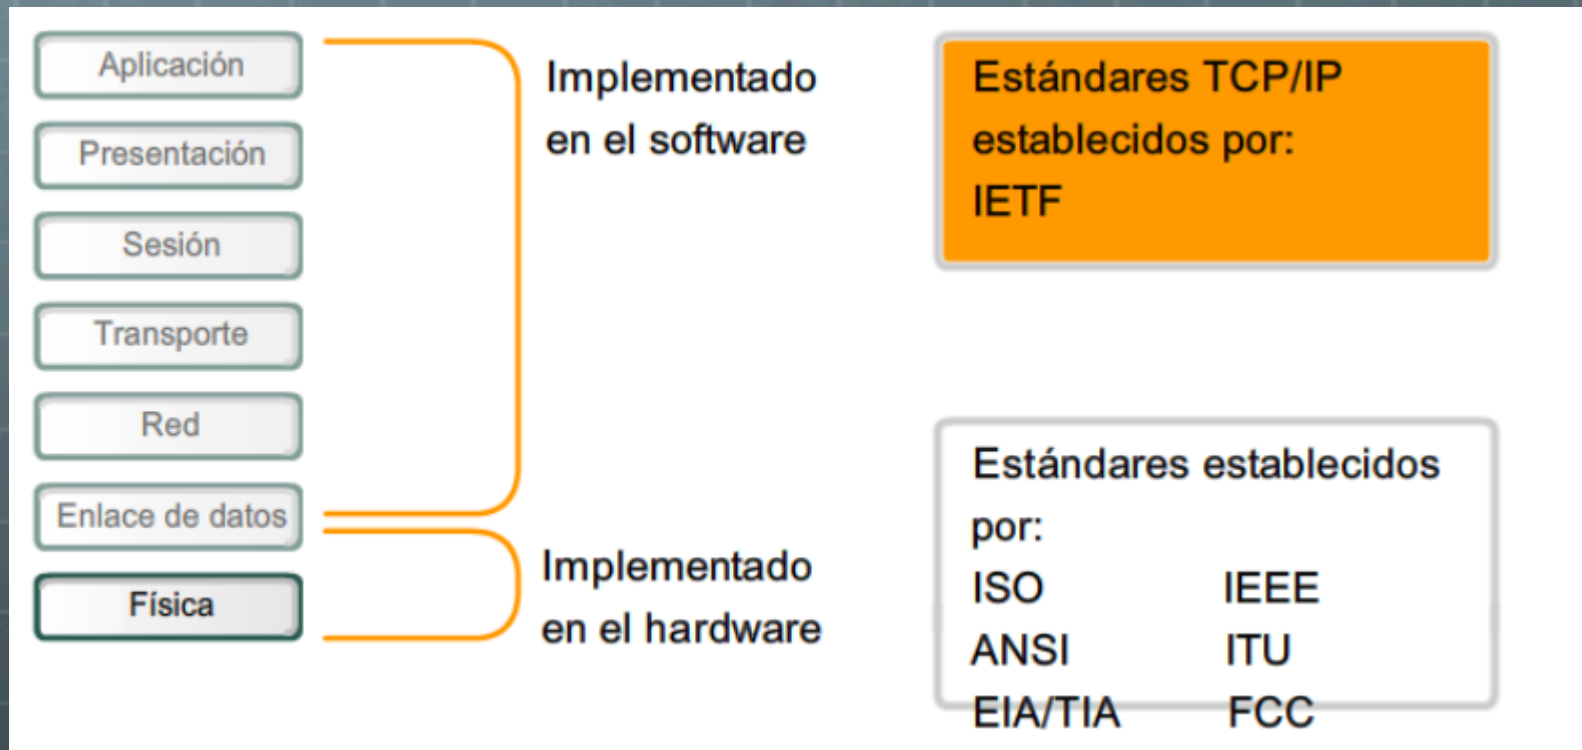 Aplicación
Presentación
Sesión
Transporte
Red
Enlace de datos
Física
Implementado
en el software
Implementado
en el hardware
Estándares TCP/IP
establecidos por:
IETF
Estándares establecidos
por:
ISO IEEE
ANSI ITU
EIA/TIA FCC